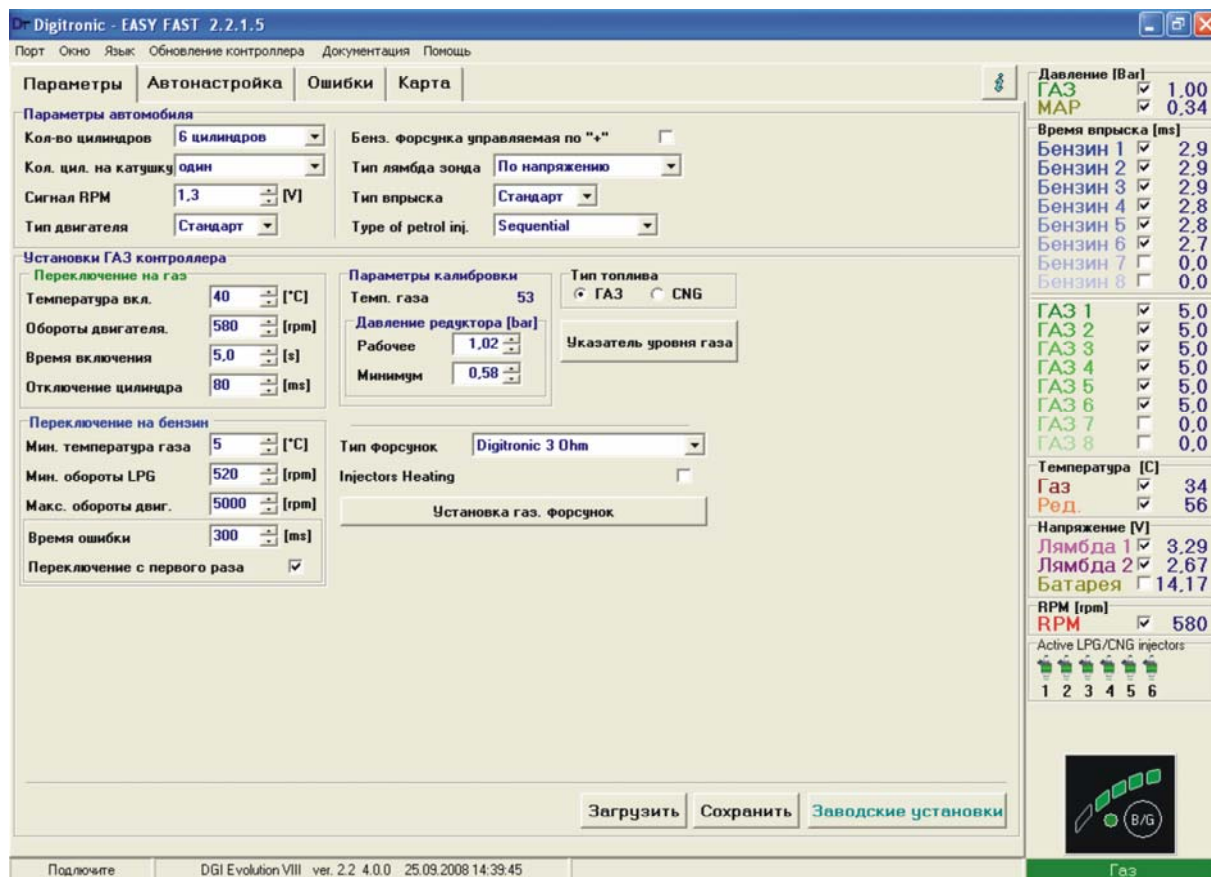 Digitronic - EASY FAST 2.2.1.5
Порт Окно Язык Обновление контроллера Документация Помощь
Параметры Автонастройка Ошибки Карта
Параметры автомобиля
Кол-во цилиндров 6 цилиндров
Кол. цил. на катушку один
Сигнал RPM 1,3 [V]
Тип двигателя Стандарт
Бенз. форсунка управляемая по "+"
Тип лямбда зонда По напряжению
Тип впрыска Стандарт
Type of petrol inj. Sequential
Установки ГАЗ контроллера
Переключение на газ
Температура вкл. 40 [°C]
Обороты двигателя. 580 [rpm]
Время включения 5,0 [s]
Отключение цилиндра 80 [ms]
Параметры калибровки
Темп. газа 53
Давление редуктора [bar]
Рабочее 1,02
Минимум 0,58
Тип топлива
ГАЗ CNG
Указатель уровня газа
Переключение на бензин
Мин. температура газа 5 [°C]
Мин. обороты LPG 520 [rpm]
Макс. обороты двиг. 5000 [rpm]
Время ошибки 300 [ms]
Переключение с первого раза
Тип форсунок Digitronic 3 Ohm
Injectors Heating
Установка газ. форсунок
Загрузить Сохранить Заводские установки
Давление [Bar]
ГАЗ 1,00
MAP 0,34
Время впрыска [ms]
Бензин 1 2,9
Бензин 2 2,9
Бензин 3 2,9
Бензин 4 2,8
Бензин 5 2,8
Бензин 6 2,7
Бензин 7 0,0
Бензин 8 0,0
ГАЗ 1 5,0
ГАЗ 2 5,0
ГАЗ 3 5,0
ГАЗ 4 5,0
ГАЗ 5 5,0
ГАЗ 6 5,0
ГАЗ 7 0,0
ГАЗ 8 0,0
Температура [C]
Газ 34
Ред. 56
Напряжение [V]
Лямбда 1 3,29
Лямбда 2 2,67
Батарея 14,17
RPM [rpm]
RPM 580
Active LPG/CNG injectors
1 2 3 4 5 6
B/G
Подлючите DGI Evolution VIII ver. 2.2 4.0.0 25.09.2008 14:39:45 Газ